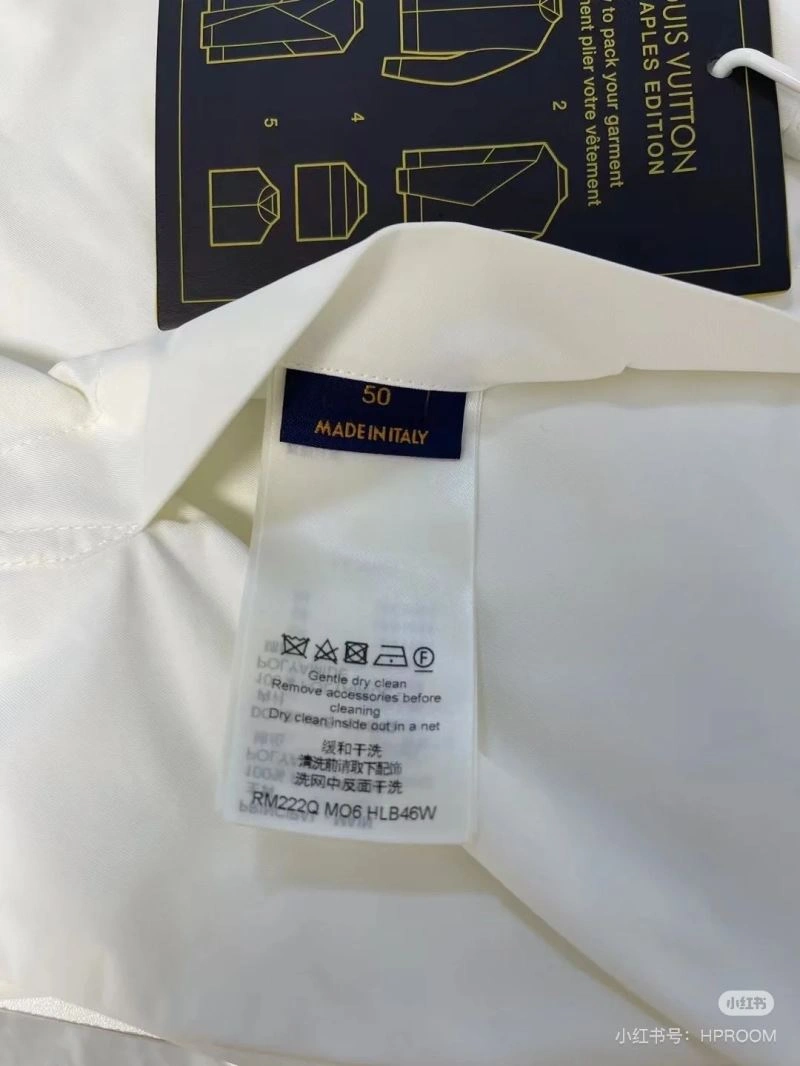 OUIS VUITTON
APLES EDITION
to pack your garment
ment plier votre vêtement
2
4
5
50
MADE IN ITALY
Gentle dry clean
Remove accessories before
cleaning
Dry clean inside out in a net
缓和干洗
清洗前请取下配饰
洗网中反面干洗
RM222Q MO6 HLB46W
小红书
小红书号：HPROOM